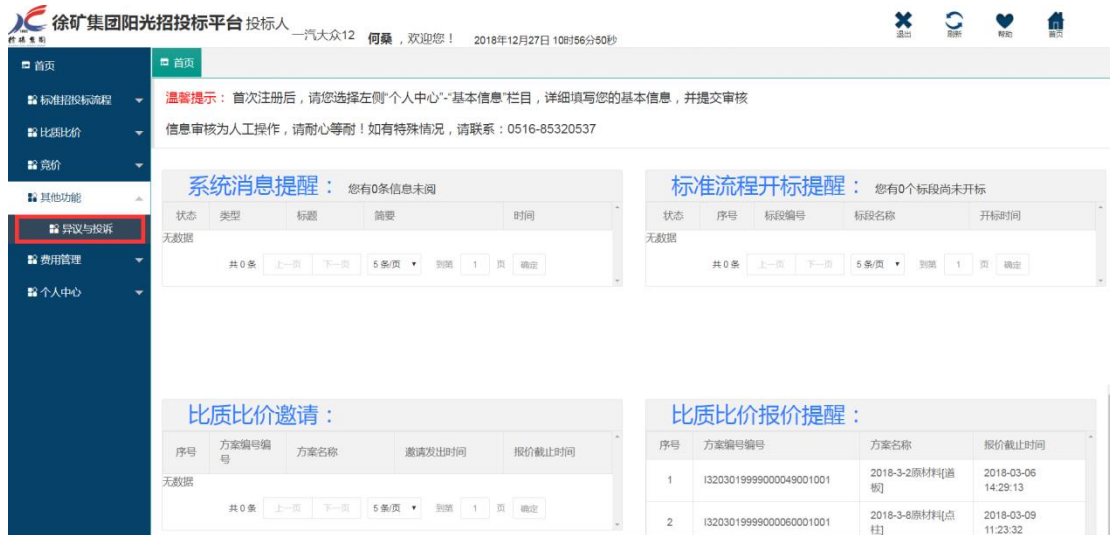 徐矿集团阳光招投标平台 投标人 一汽大众12 何桑 ，欢迎您！ 2018年12月27日 10时56分50秒
退出 刷新 帮助 首页
首页
标准招投标流程
比质比价
竞价
其他功能
异议与投诉
费用管理
个人中心
首页
温馨提示： 首次注册后，请您选择左侧“个人中心”-“基本信息”栏目，详细填写您的基本信息，并提交审核
信息审核为人工操作，请耐心等耐！如有特殊情况，请联系：0516-85320537
系统消息提醒： 您有0条信息未阅
状态 类型 标题 简要 时间
无数据
共 0 条 上一页 下一页 5 条/页 到第 1 页 确定
标准流程开标提醒： 您有0个标段尚未开标
状态 序号 标段编号 标段名称 开标时间
无数据
共 0 条 上一页 下一页 5 条/页 到第 1 页 确定
比质比价邀请：
序号 方案编号编号 方案名称 邀请发出时间 报价截止时间
无数据
共 0 条 上一页 下一页 5 条/页 到第 1 页 确定
比质比价报价提醒：
序号 方案编号编号 方案名称 报价截止时间
1 I3203019999000049001001 2018-3-2原材料[道板] 2018-03-06 14:29:13
2 I3203019999000060001001 2018-3-8原材料[点柱] 2018-03-09 11:23:32